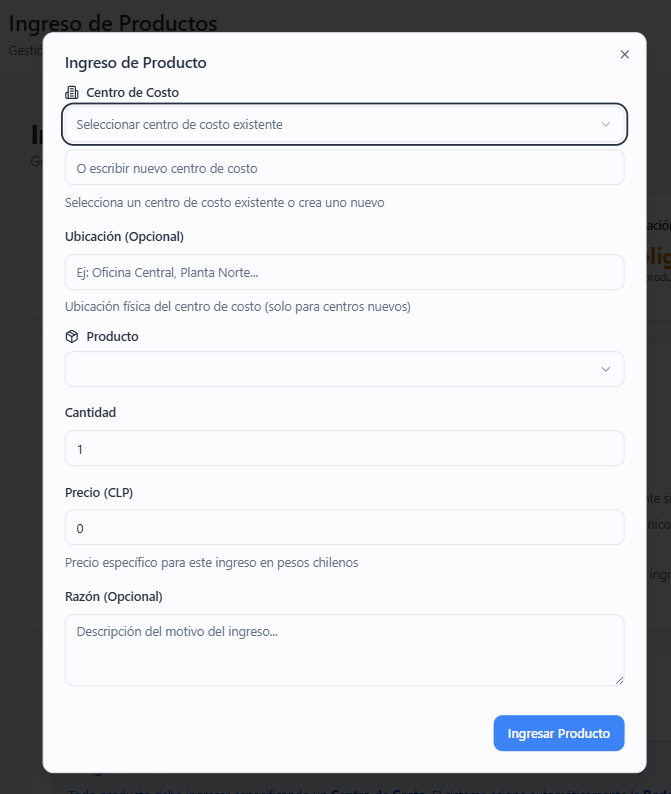 Ingreso de Productos
Gestió
Ingreso de Producto
Centro de Costo
Seleccionar centro de costo existente
O escribir nuevo centro de costo
Selecciona un centro de costo existente o crea uno nuevo
Ubicación (Opcional)
Ej: Oficina Central, Planta Norte...
Ubicación física del centro de costo (solo para centros nuevos)
Producto
Cantidad
1
Precio (CLP)
0
Precio específico para este ingreso en pesos chilenos
Razón (Opcional)
Descripción del motivo del ingreso...
Ingresar Producto